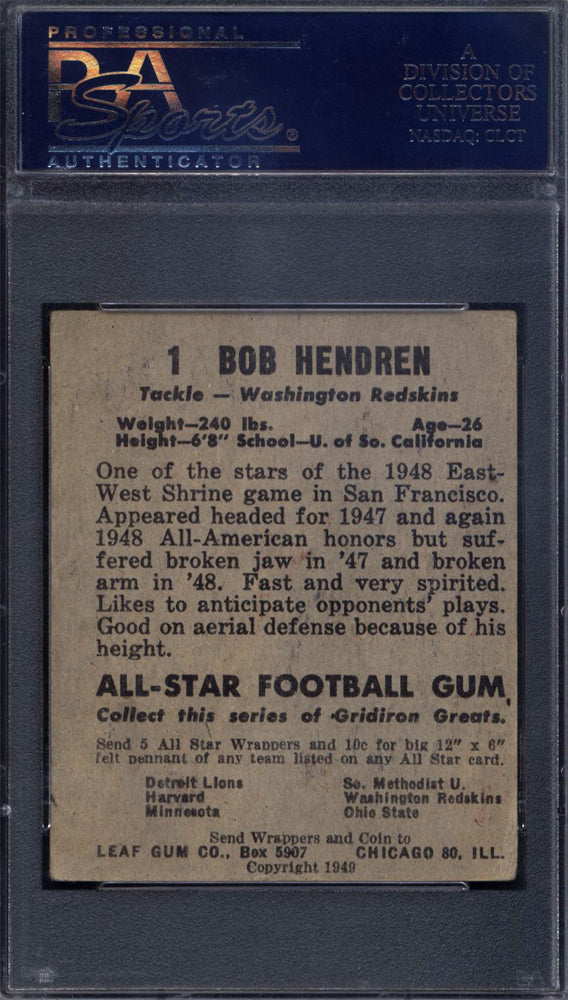 PROFESSIONAL
PSA
Sports®
AUTHENTICATOR
A
DIVISION OF
COLLECTORS
UNIVERSE
NASDAQ: CLCT
1 BOB HENDREN
Tackle — Washington Redskins
Weight—240 lbs. Age—26
Height—6'8" School—U. of So. California
One of the stars of the 1948 East-
West Shrine game in San Francisco.
Appeared headed for 1947 and again
1948 All-American honors but suf-
fered broken jaw in '47 and broken
arm in '48. Fast and very spirited.
Likes to anticipate opponents' plays.
Good on aerial defense because of his
height.
ALL-STAR FOOTBALL GUM
Collect this series of Gridiron Greats.
Send 5 All Star Wrappers and 10c for big 12" x 6"
felt pennant of any team listed on any All Star card.
Detroit Lions So. Methodist U.
Harvard Washington Redskins
Minnesota Ohio State
Send Wrappers and Coin to
LEAF GUM CO., Box 5907 CHICAGO 80, ILL.
Copyright 1949